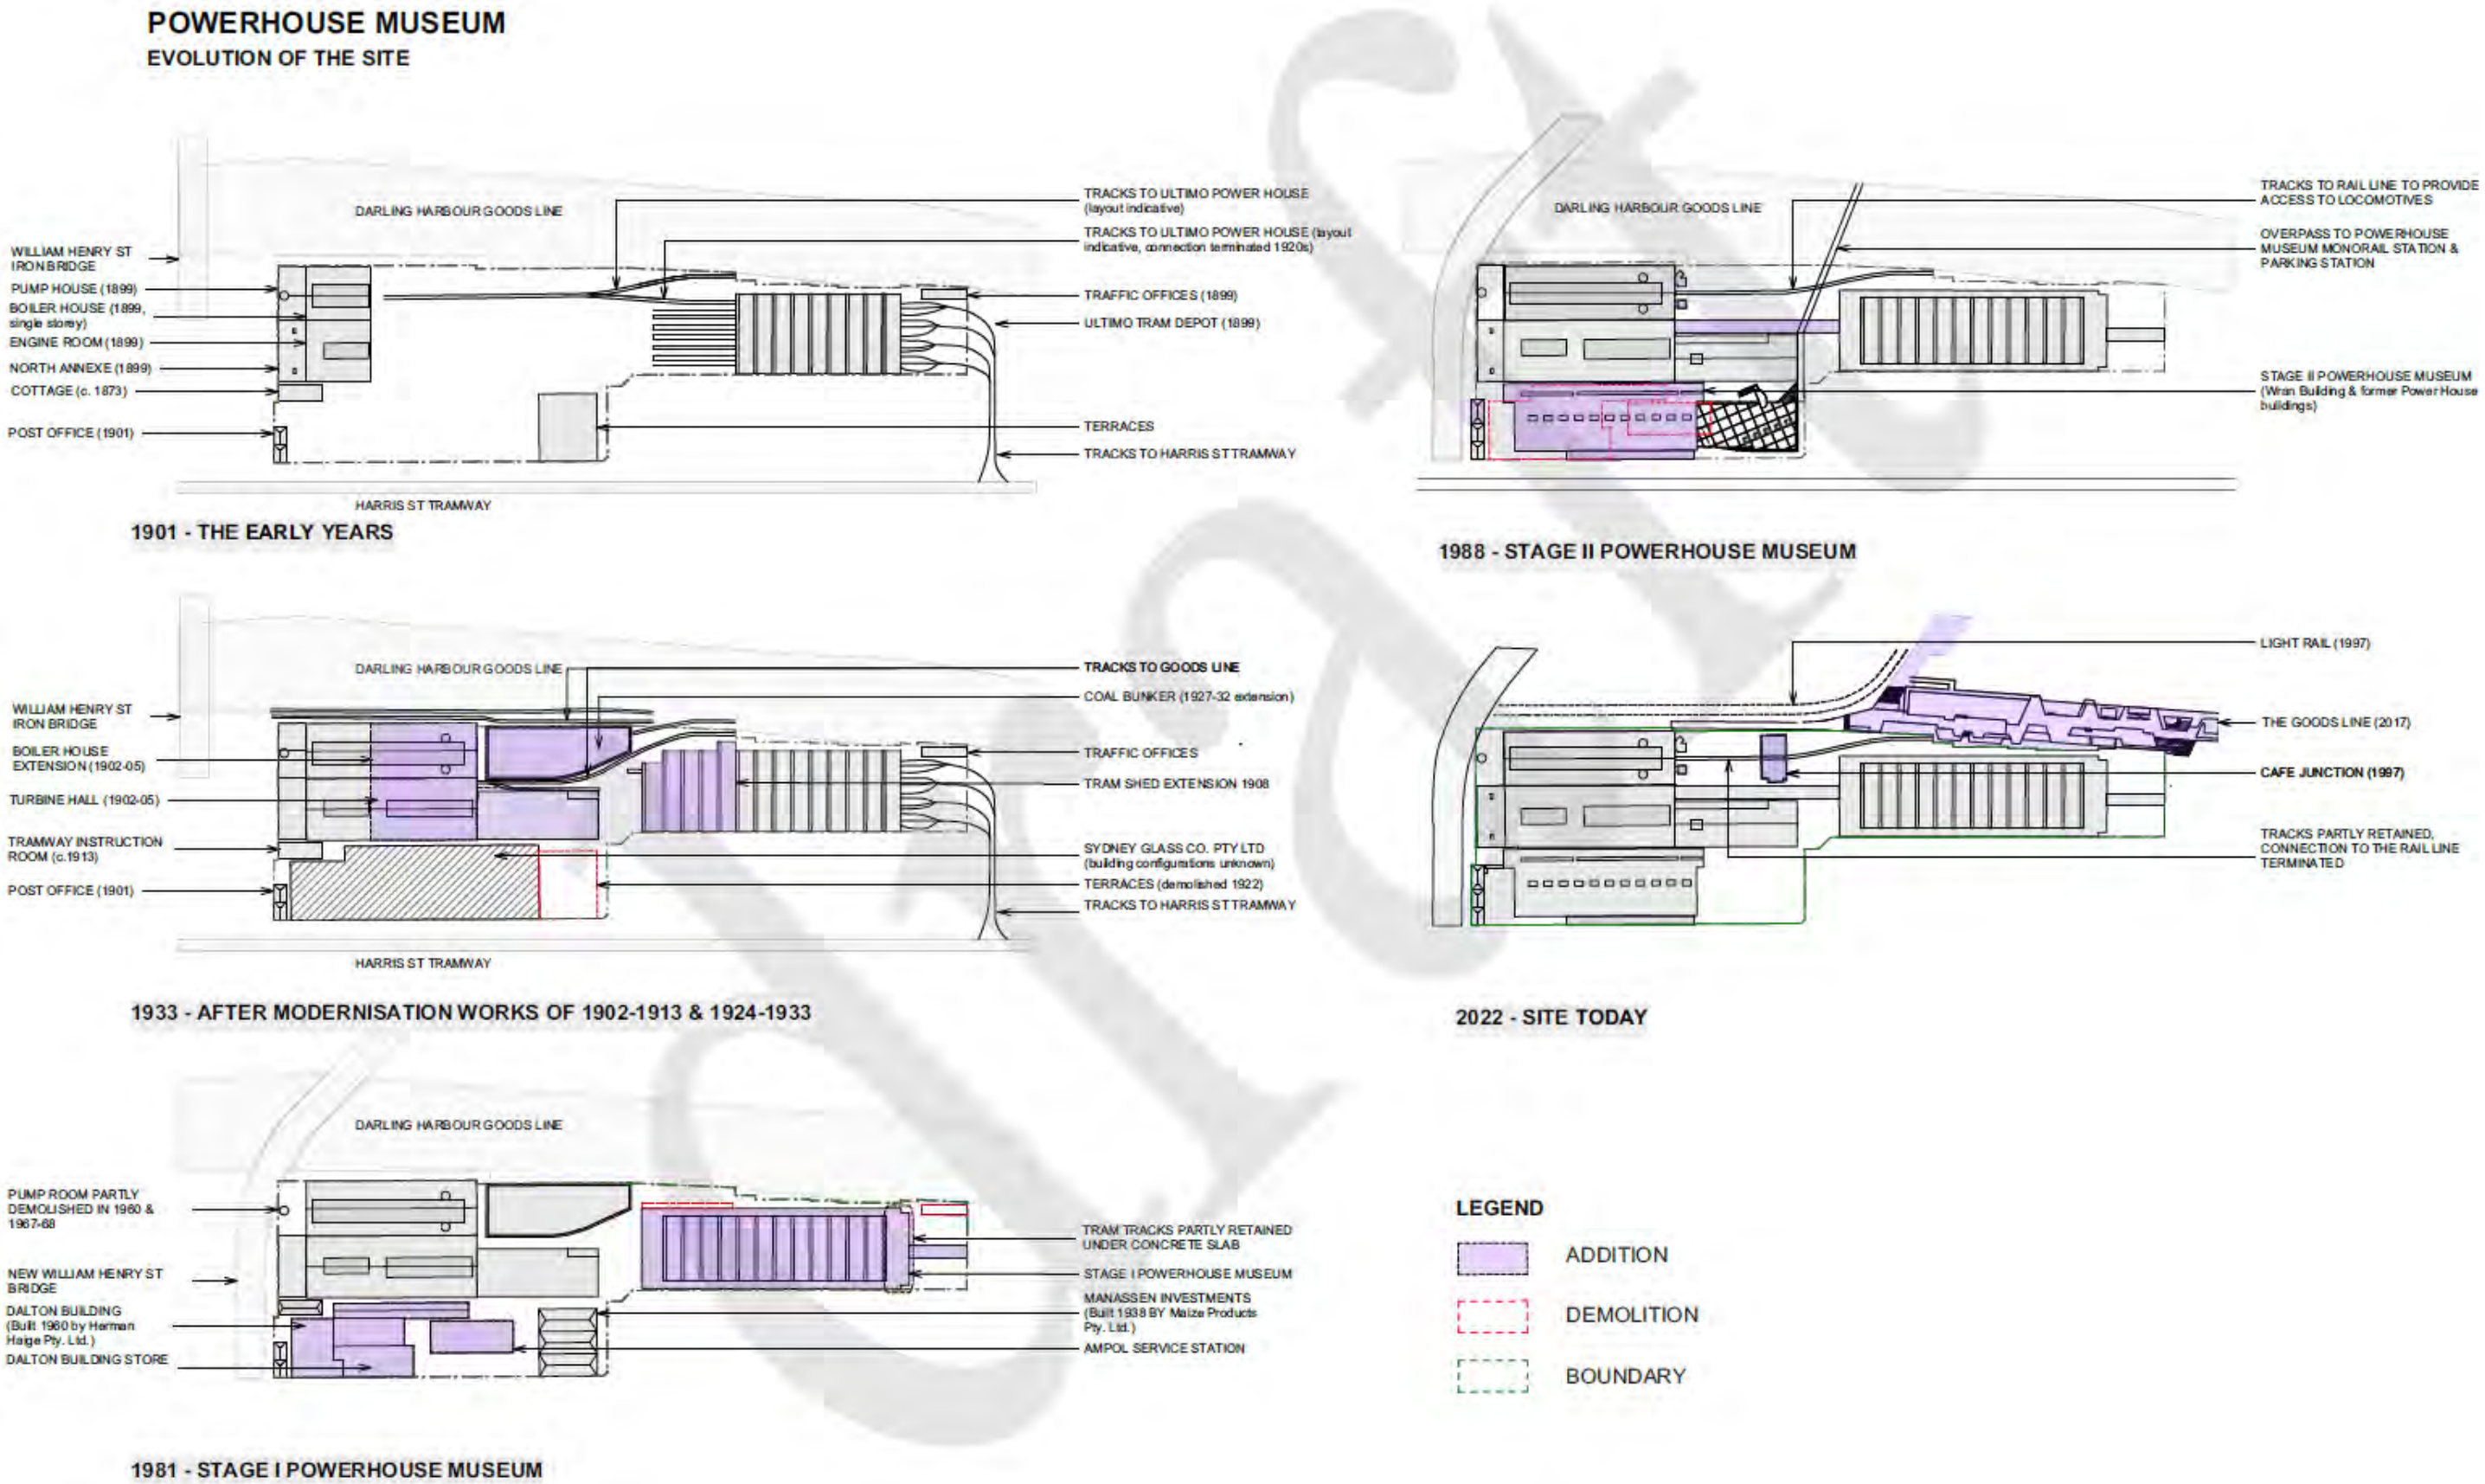 POWERHOUSE MUSEUM
EVOLUTION OF THE SITE
DARLING HARBOUR GOODS LINE
WILLIAM HENRY ST
IRON BRIDGE
PUMP HOUSE (1899)
BOILER HOUSE (1899,
single storey)
ENGINE ROOM (1899)
NORTH ANNEXE (1899)
COTTAGE (c. 1873)
POST OFFICE (1901)
TRACKS TO ULTIMO POWER HOUSE
(layout indicative)
TRACKS TO ULTIMO POWER HOUSE (layout
indicative, connection terminated 1920s)
TRAFFIC OFFICES (1899)
ULTIMO TRAM DEPOT (1899)
TERRACES
TRACKS TO HARRIS ST TRAMWAY
HARRIS ST TRAMWAY
1901 - THE EARLY YEARS
DARLING HARBOUR GOODS LINE
WILLIAM HENRY ST
IRON BRIDGE
BOILER HOUSE
EXTENSION (1902-05)
TURBINE HALL (1902-05)
TRAMWAY INSTRUCTION
ROOM (c.1913)
POST OFFICE (1901)
TRACKS TO GOODS LINE
COAL BUNKER (1927-32 extension)
TRAFFIC OFFICES
TRAM SHED EXTENSION 1908
SYDNEY GLASS CO. PTY LTD
(building configurations unknown)
TERRACES (demolished 1922)
TRACKS TO HARRIS ST TRAMWAY
HARRIS ST TRAMWAY
1933 - AFTER MODERNISATION WORKS OF 1902-1913 & 1924-1933
DARLING HARBOUR GOODS LINE
PUMP ROOM PARTLY
DEMOLISHED IN 1960 &
1967-68
NEW WILLIAM HENRY ST
BRIDGE
DALTON BUILDING
(Built 1960 by Herman
Haige Pty. Ltd.)
DALTON BUILDING STORE
TRAM TRACKS PARTLY RETAINED
UNDER CONCRETE SLAB
STAGE I POWERHOUSE MUSEUM
MANASSEN INVESTMENTS
(Built 1938 BY Maize Products
Pty. Ltd.)
AMPOL SERVICE STATION
1981 - STAGE I POWERHOUSE MUSEUM
DARLING HARBOUR GOODS LINE
TRACKS TO RAIL LINE TO PROVIDE
ACCESS TO LOCOMOTIVES
OVERPASS TO POWERHOUSE
MUSEUM MONORAIL STATION &
PARKING STATION
STAGE II POWERHOUSE MUSEUM
(Wran Building & former Power House
buildings)
1988 - STAGE II POWERHOUSE MUSEUM
LIGHT RAIL (1997)
THE GOODS LINE (2017)
CAFE JUNCTION (1997)
TRACKS PARTLY RETAINED,
CONNECTION TO THE RAIL LINE
TERMINATED
2022 - SITE TODAY
LEGEND
ADDITION
DEMOLITION
BOUNDARY